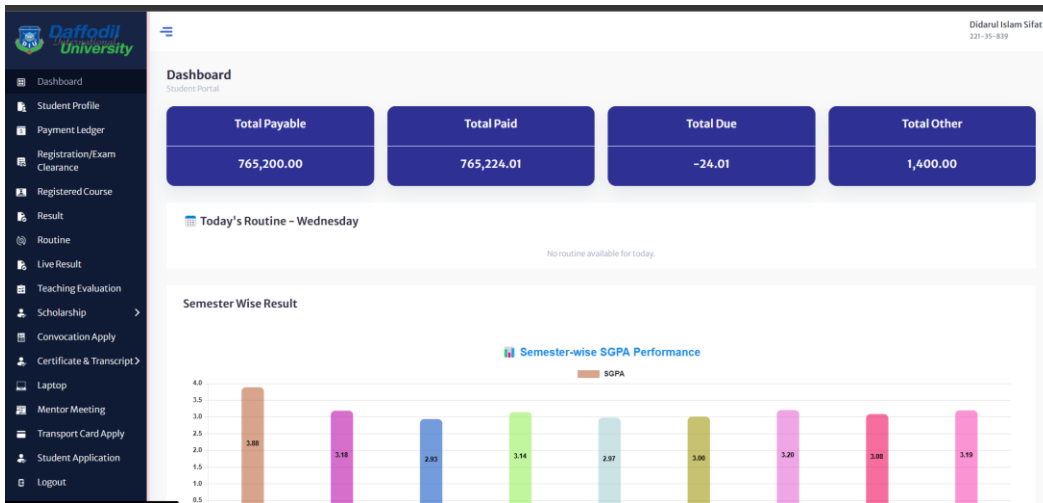 Daffodil
International
University
Didarul Islam Sifat
221-35-839
Dashboard
Student Profile
Payment Ledger
Registration/Exam
Clearance
Registered Course
Result
Routine
Live Result
Teaching Evaluation
Scholarship
Convocation Apply
Certificate & Transcript
Laptop
Mentor Meeting
Transport Card Apply
Student Application
Logout
Dashboard
Student Portal
Total Payable
765,200.00
Total Paid
765,224.01
Total Due
-24.01
Total Other
1,400.00
Today's Routine - Wednesday
No routine available for today.
Semester Wise Result
Semester-wise SGPA Performance
SGPA
4.0
3.5
3.0
2.5
2.0
1.5
1.0
0.5
3.88
3.18
2.93
3.14
2.97
3.00
3.20
3.08
3.19